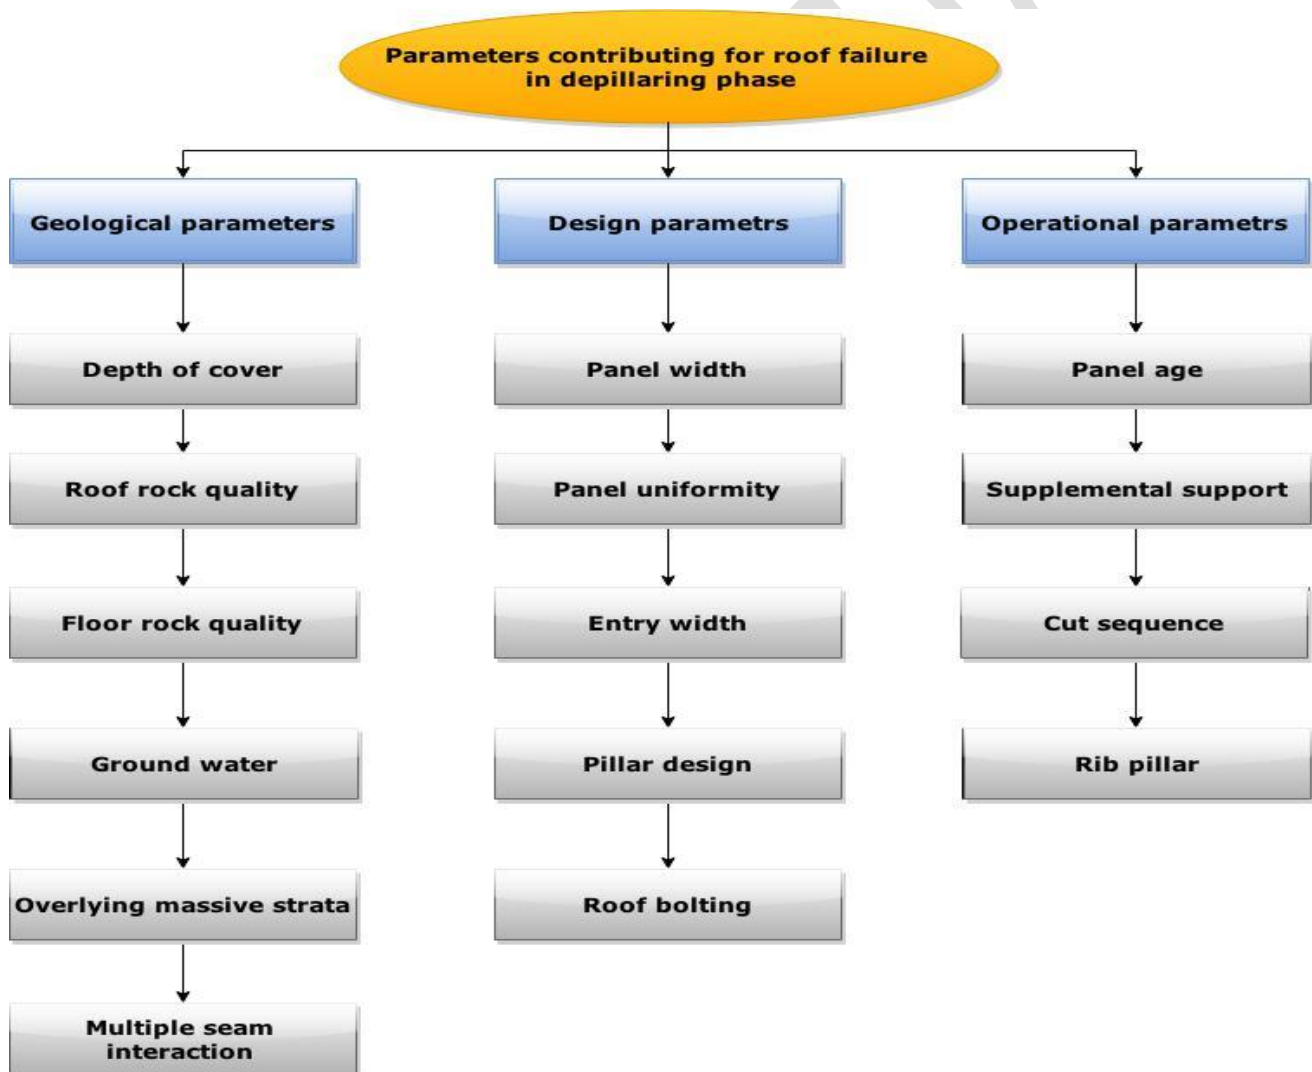 Parameters contributing for roof failure
in depillaring phase
Geological parameters
Design parametrs
Operational parametrs
Depth of cover
Panel width
Panel age
Roof rock quality
Panel uniformity
Supplemental support
Floor rock quality
Entry width
Cut sequence
Ground water
Pillar design
Rib pillar
Overlying massive strata
Roof bolting
Multiple seam
interaction